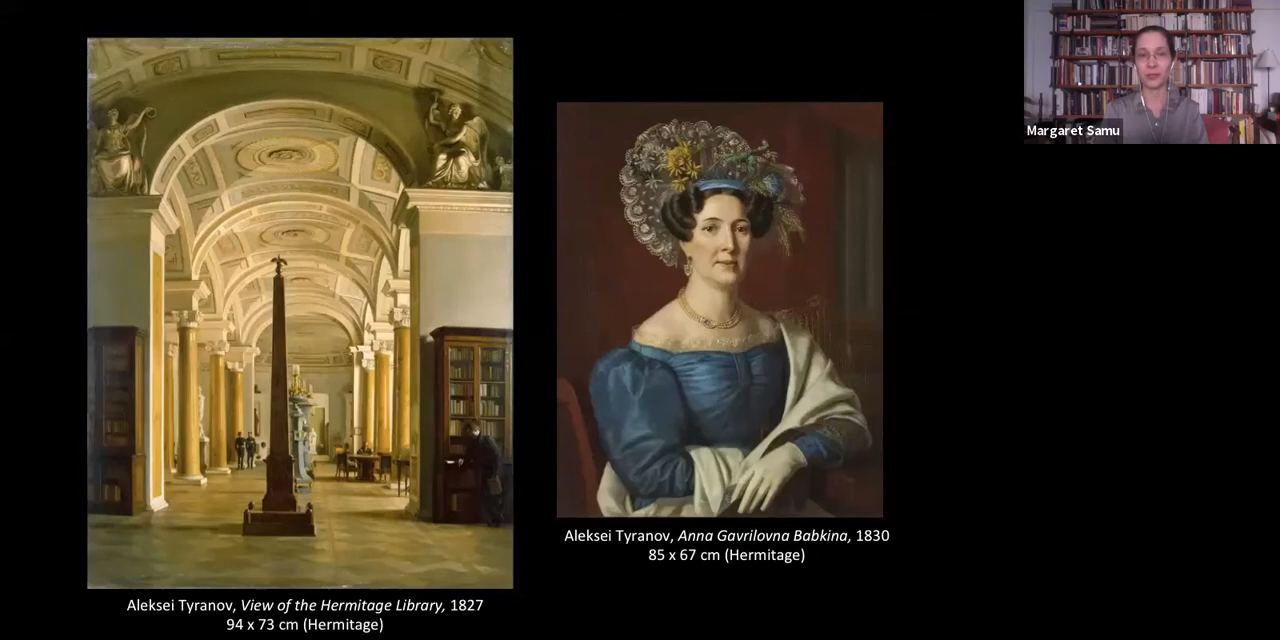 Margaret Samu
Aleksei Tyranov, Anna Gavrilovna Babkina, 1830
85 x 67 cm (Hermitage)
Aleksei Tyranov, View of the Hermitage Library, 1827
94 x 73 cm (Hermitage)